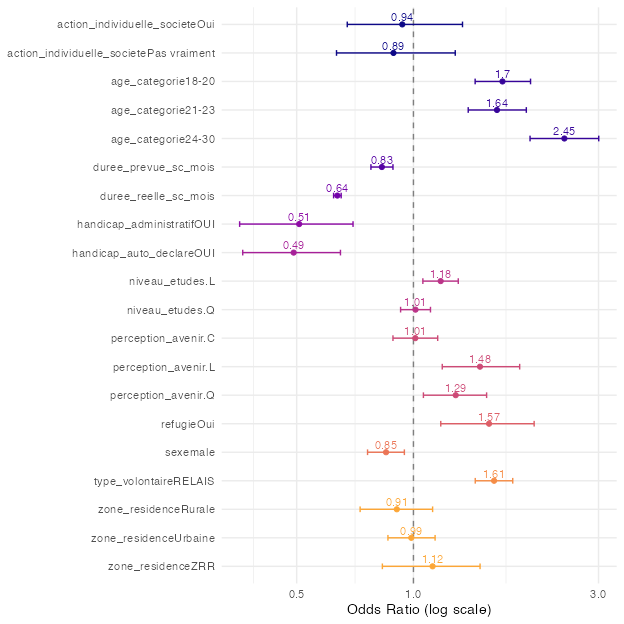 action_individuelle_societeOui 0.94
action_individuelle_societePas vraiment 0.89
age_categorie18-20 1.7
age_categorie21-23 1.64
age_categorie24-30 2.45
duree_prevue_sc_mois 0.83
duree_reelle_sc_mois 0.64
handicap_administratifOUI 0.51
handicap_auto_declareOUI 0.49
niveau_etudes.L 1.18
niveau_etudes.Q 1.01
perception_avenir.C 1.01
perception_avenir.L 1.48
perception_avenir.Q 1.29
refugieOui 1.57
sexemale 0.85
type_volontaireRELAIS 1.61
zone_residenceRurale 0.91
zone_residenceUrbaine 0.99
zone_residenceZRR 1.12
0.5 1.0 3.0
Odds Ratio (log scale)